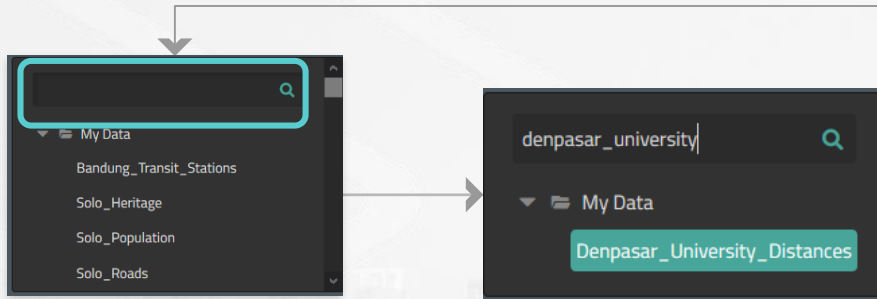 My Data
Bandung_Transit_Stations
Solo_Heritage
Solo_Population
Solo_Roads
denpasar_university
My Data
Denpasar_University_Distances